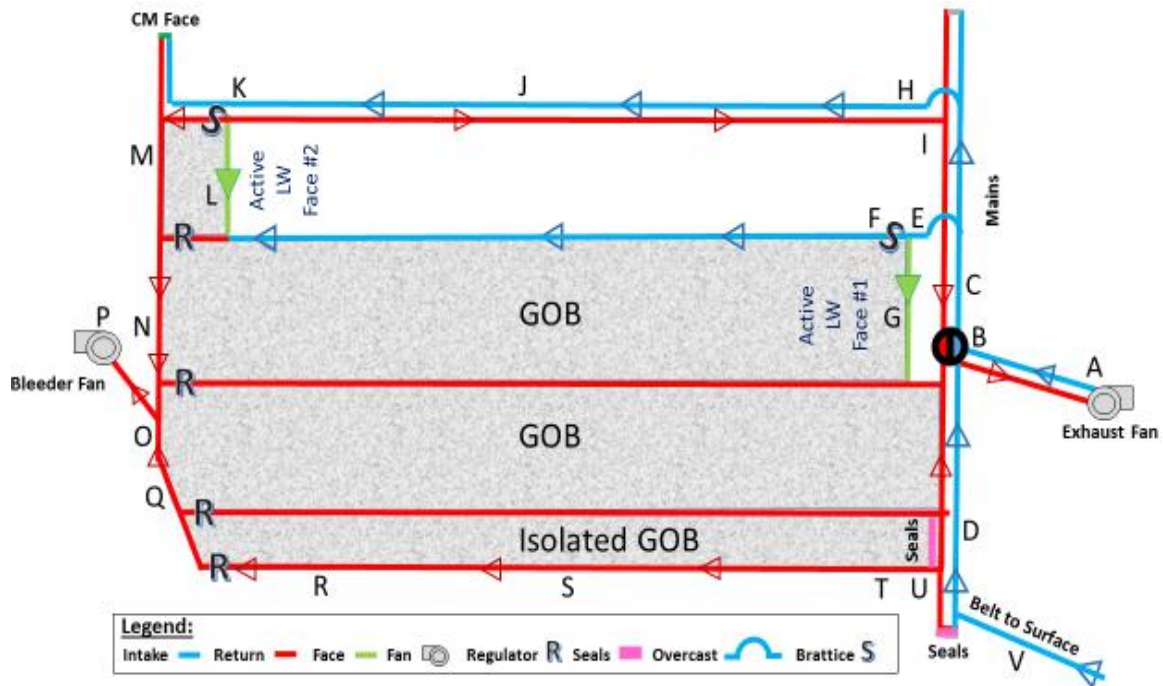 CM Face
K
J
H
S
I
M
L
Active
LW
Face #2
Mains
F
E
S
R
C
P
N
GOB
Active
LW
Face #1
G
B
A
Bleeder Fan
R
O
GOB
Exhaust Fan
Q
R
Isolated GOB
Seals
D
R
R
S
T
U
Belt to Surface
Seals
V
Legend:
Intake Return Face Fan Regulator R Seals Overcast Brattice S